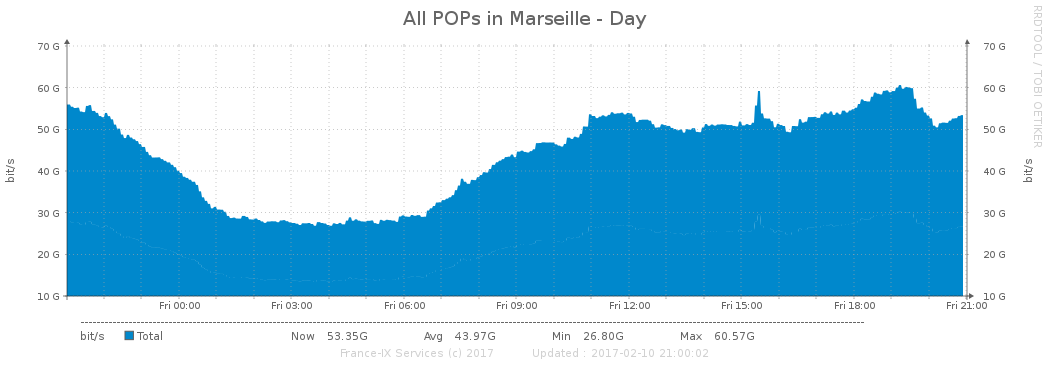 All POPs in Marseille - Day
RRDTOOL / TOBI OETIKER
70 G 70 G
60 G 60 G
50 G 50 G
40 G 40 G
30 G 30 G
20 G 20 G
10 G 10 G
bit/s
bit/s
Fri 00:00 Fri 03:00 Fri 06:00 Fri 09:00 Fri 12:00 Fri 15:00 Fri 18:00 Fri 21:00
bit/s Total Now 53.35G Avg 43.97G Min 26.80G Max 60.57G
France-IX Services (c) 2017 Updated : 2017-02-10 21:00:02